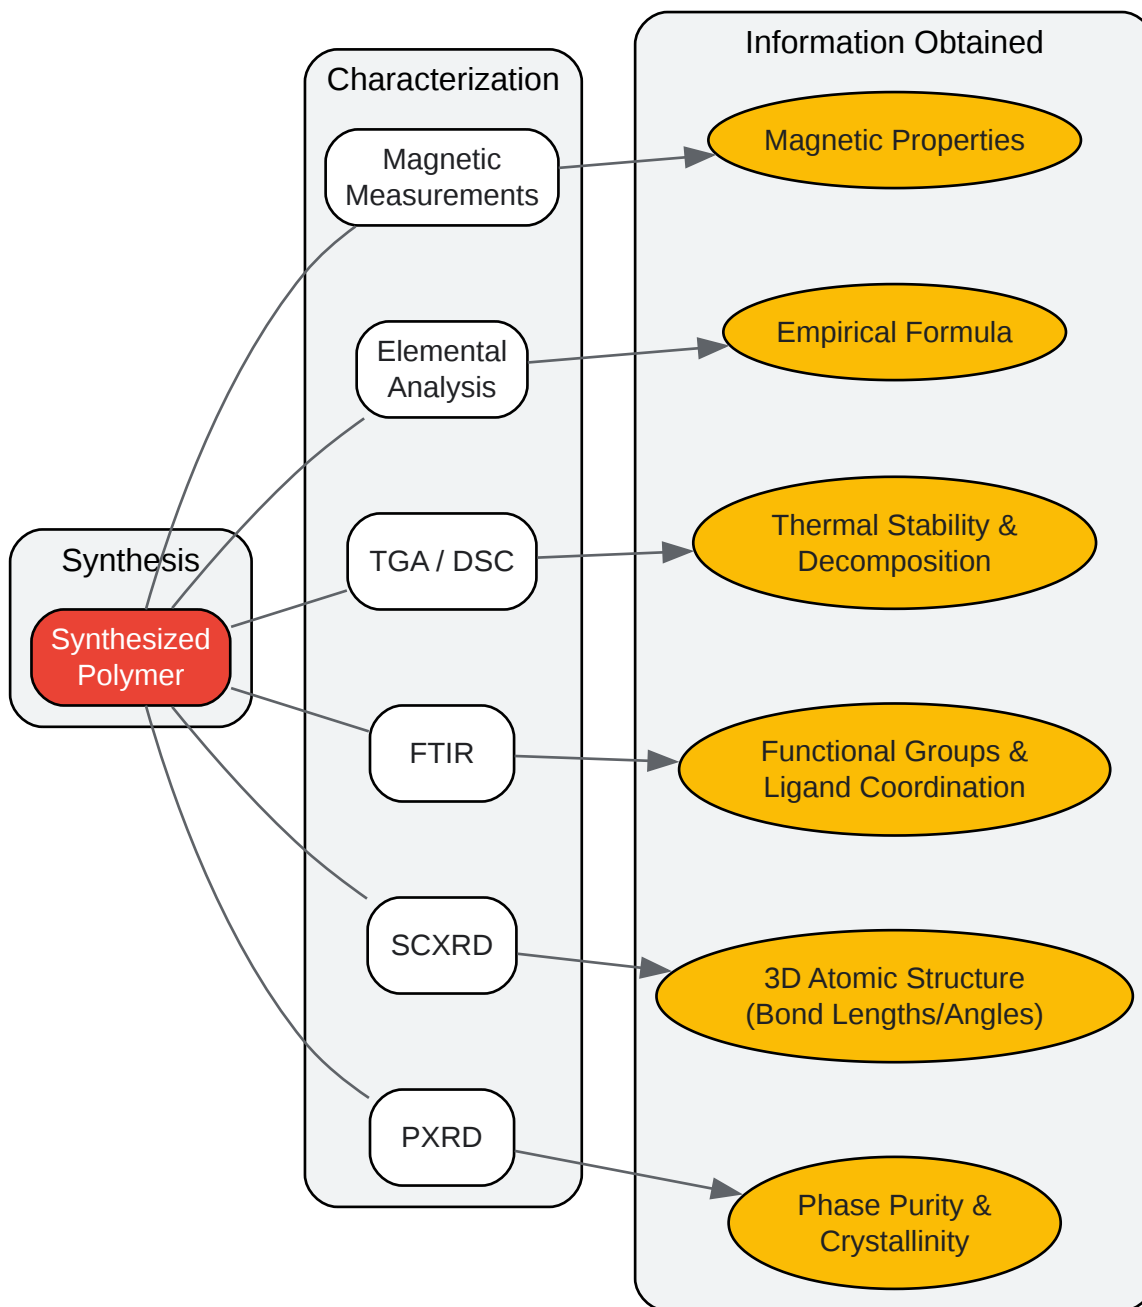 Synthesis
Synthesized
Polymer
Characterization
Magnetic
Measurements
Elemental
Analysis
TGA / DSC
FTIR
SCXRD
PXRD
Information Obtained
Magnetic Properties
Empirical Formula
Thermal Stability &
Decomposition
Functional Groups &
Ligand Coordination
3D Atomic Structure
(Bond Lengths/Angles)
Phase Purity &
Crystallinity